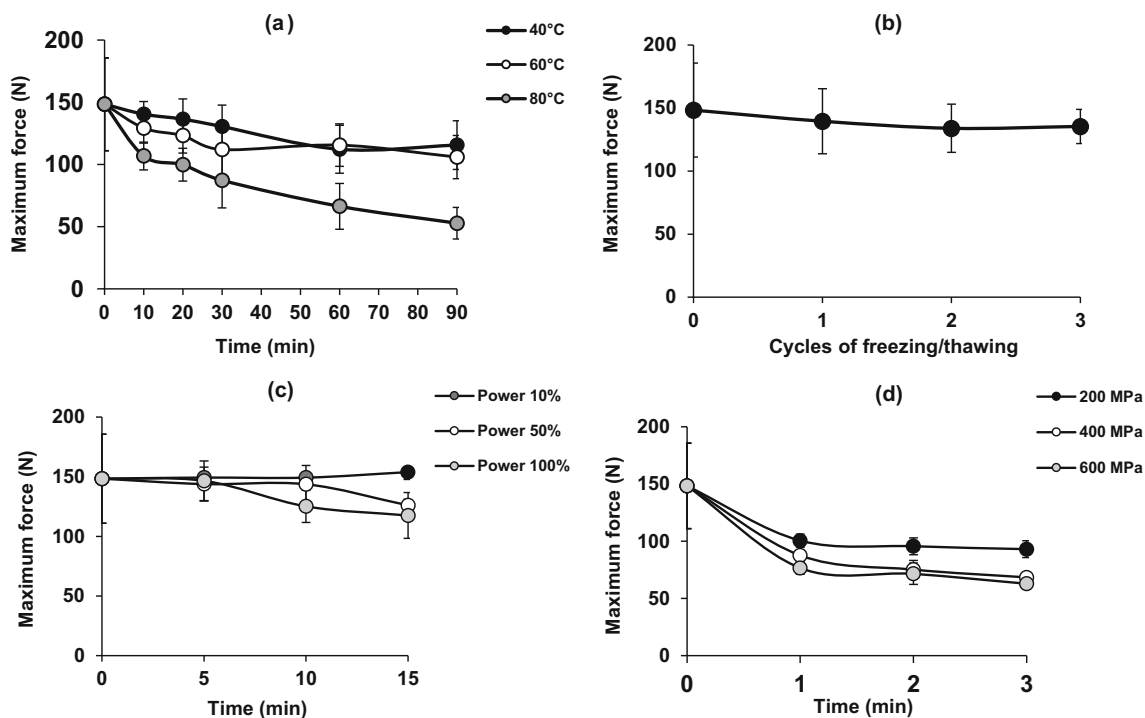 (a)
Maximum force (N)
200
150
100
50
0
0 10 20 30 40 50 60 70 80 90
Time (min)
40°C
60°C
80°C
(b)
Maximum force (N)
200
150
100
50
0
0 1 2 3
Cycles of freezing/thawing
(c)
Maximum force (N)
200
150
100
50
0
0 5 10 15
Time (min)
Power 10%
Power 50%
Power 100%
(d)
Maximum force (N)
200
150
100
50
0
0 1 2 3
Time (min)
200 MPa
400 MPa
600 MPa